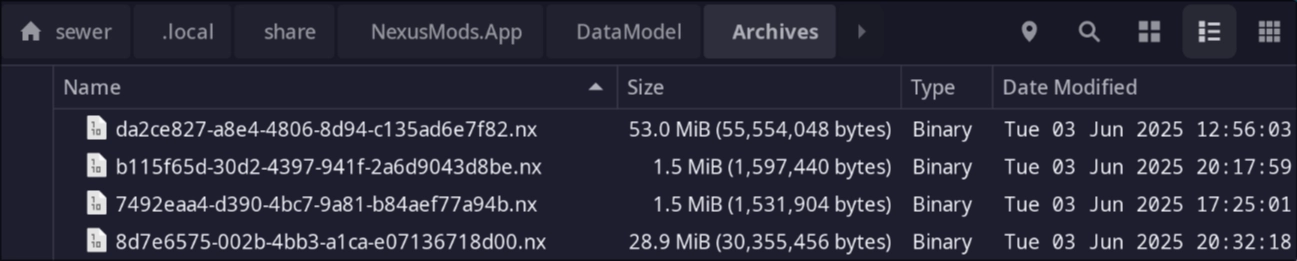 sewer .local share NexusMods.App DataModel Archives
Name Size Type Date Modified
da2ce827-a8e4-4806-8d94-c135ad6e7f82.nx 53.0 MiB (55,554,048 bytes) Binary Tue 03 Jun 2025 12:56:03
b115f65d-30d2-4397-941f-2a6d9043d8be.nx 1.5 MiB (1,597,440 bytes) Binary Tue 03 Jun 2025 20:17:59
7492eaa4-d390-4bc7-9a81-b84aef77a94b.nx 1.5 MiB (1,531,904 bytes) Binary Tue 03 Jun 2025 17:25:01
8d7e6575-002b-4bb3-a1ca-e07136718d00.nx 28.9 MiB (30,355,456 bytes) Binary Tue 03 Jun 2025 20:32:18